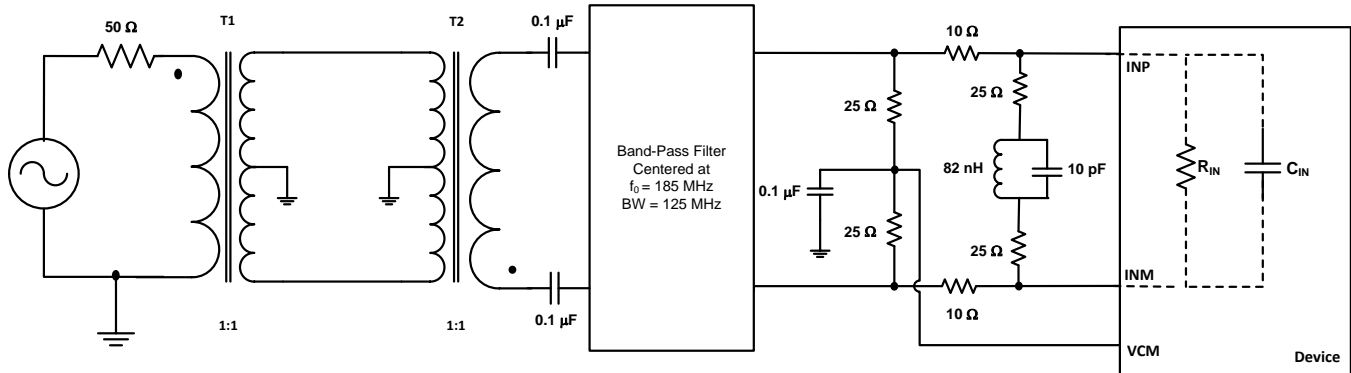 50 Ω
T1
T2
0.1 µF
0.1 µF
1:1
1:1
Band-Pass Filter
Centered at
f₀ = 185 MHz
BW = 125 MHz
25 Ω
0.1 µF
25 Ω
10 Ω
10 Ω
25 Ω
82 nH
10 pF
25 Ω
INP
INM
VCM
R_IN
C_IN
Device